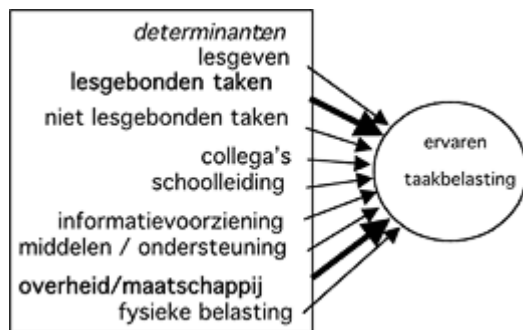 determinanten
lesgeven
lesgebonden taken
niet lesgebonden taken
collega's
schoolleiding
informatievoorziening
middelen / ondersteuning
overheid/maatschappij
fysieke belasting
ervaren
taakbelasting